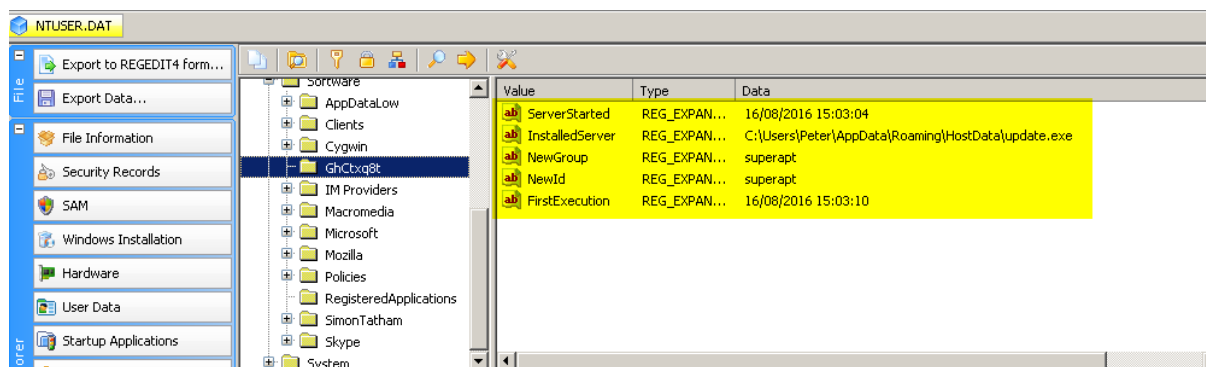 NTUSER.DAT
File
Export to REGEDIT4 form...
Export Data...
File Information
Security Records
SAM
Windows Installation
Hardware
User Data
Startup Applications
Software
AppDataLow
Clients
Cygwin
GhCtxq8t
IM Providers
Macromedia
Microsoft
Mozilla
Policies
RegisteredApplications
SimonTatham
Skype
System
Value Type Data
ServerStarted REG_EXPAN... 16/08/2016 15:03:04
InstalledServer REG_EXPAN... C:\Users\Peter\AppData\Roaming\HostData\update.exe
NewGroup REG_EXPAN... superapt
NewId REG_EXPAN... superapt
FirstExecution REG_EXPAN... 16/08/2016 15:03:10